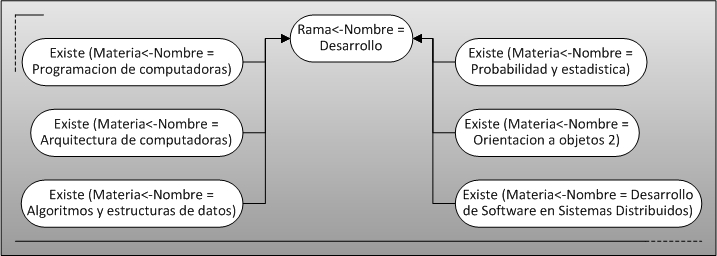 Rama<-Nombre =
Desarrollo
Existe (Materia<-Nombre =
Programacion de computadoras)
Existe (Materia<-Nombre =
Probabilidad y estadistica)
Existe (Materia<-Nombre =
Arquitectura de computadoras)
Existe (Materia<-Nombre =
Orientacion a objetos 2)
Existe (Materia<-Nombre =
Algoritmos y estructuras de datos)
Existe (Materia<-Nombre = Desarrollo
de Software en Sistemas Distribuidos)